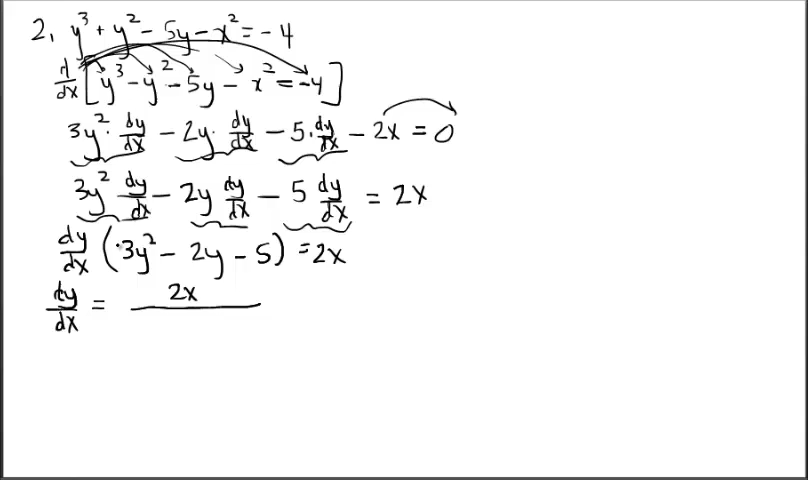 2. y³ + y² - 5y - x² = -4
d/dx [y³ - y² - 5y - x² = -4]
3y² · dy/dx - 2y · dy/dx - 5 · dy/dx - 2x = 0
3y² dy/dx - 2y dy/dx - 5 dy/dx = 2x
dy/dx (3y² - 2y - 5) = 2x
dy/dx = 2x